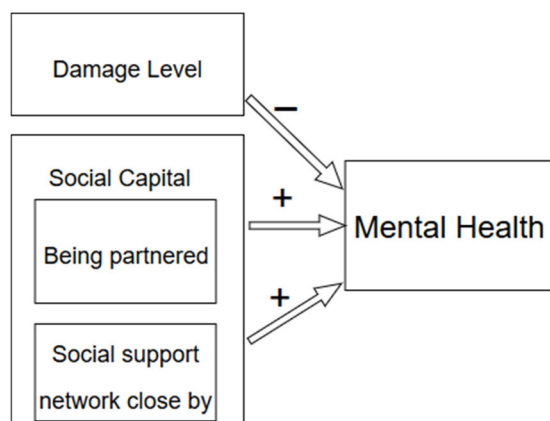 Damage Level
−
Social Capital
+
Being partnered
Mental Health
+
Social support
network close by